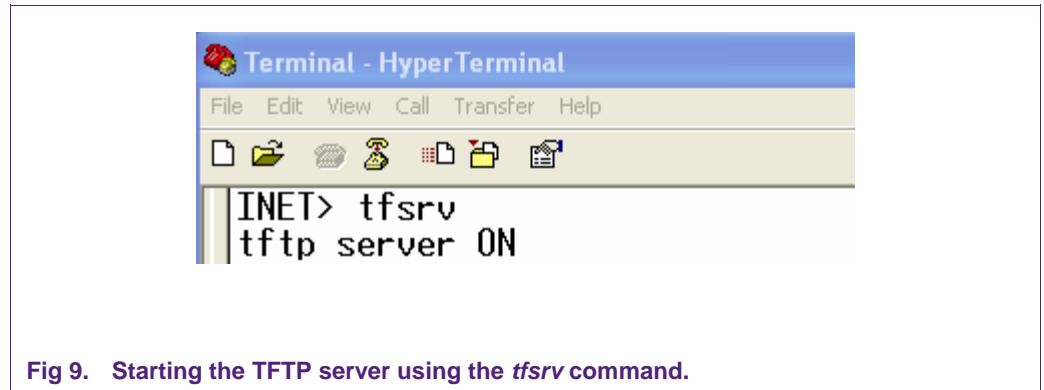 Terminal - HyperTerminal
File Edit View Call Transfer Help
INET> tfsrv
tftp server ON
Fig 9. Starting the TFTP server using the tfsrv command.